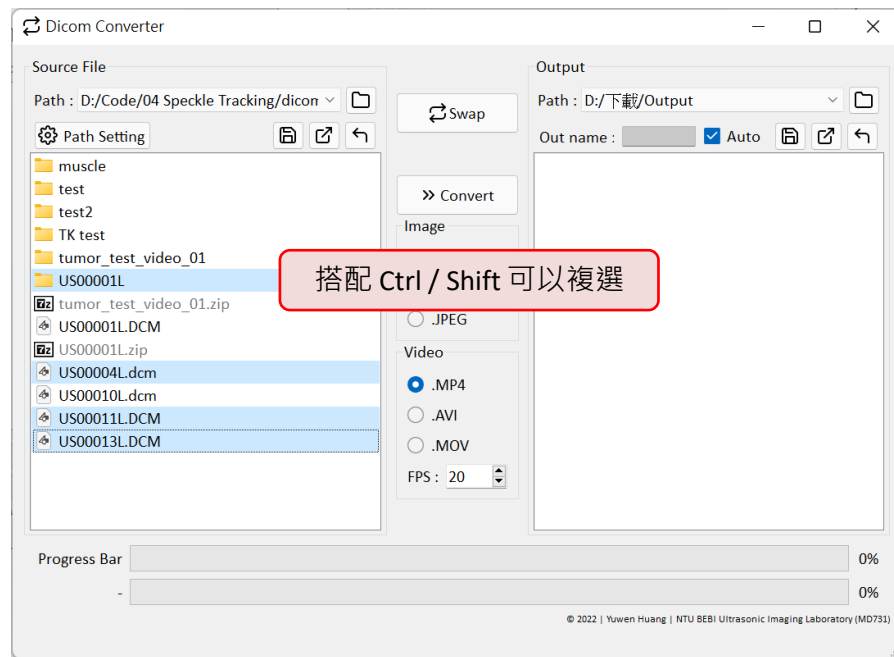 Dicom Converter
Source File
Path : D:/Code/04 Speckle Tracking/dicom
Path Setting
muscle
test
test2
TK test
tumor_test_video_01
US00001L
tumor_test_video_01.zip
US00001L.DCM
US00001L.zip
US00004L.dcm
US00010L.dcm
US00011L.DCM
US00013L.DCM
Swap
Convert
Image
搭配 Ctrl / Shift 可以複選
.JPEG
Video
.MP4
.AVI
.MOV
FPS : 20
Output
Path : D:/下載/Output
Out name :
Auto
Progress Bar
0%
-
0%
© 2022 | Yuwen Huang | NTU BEBI Ultrasonic Imaging Laboratory (MD731)